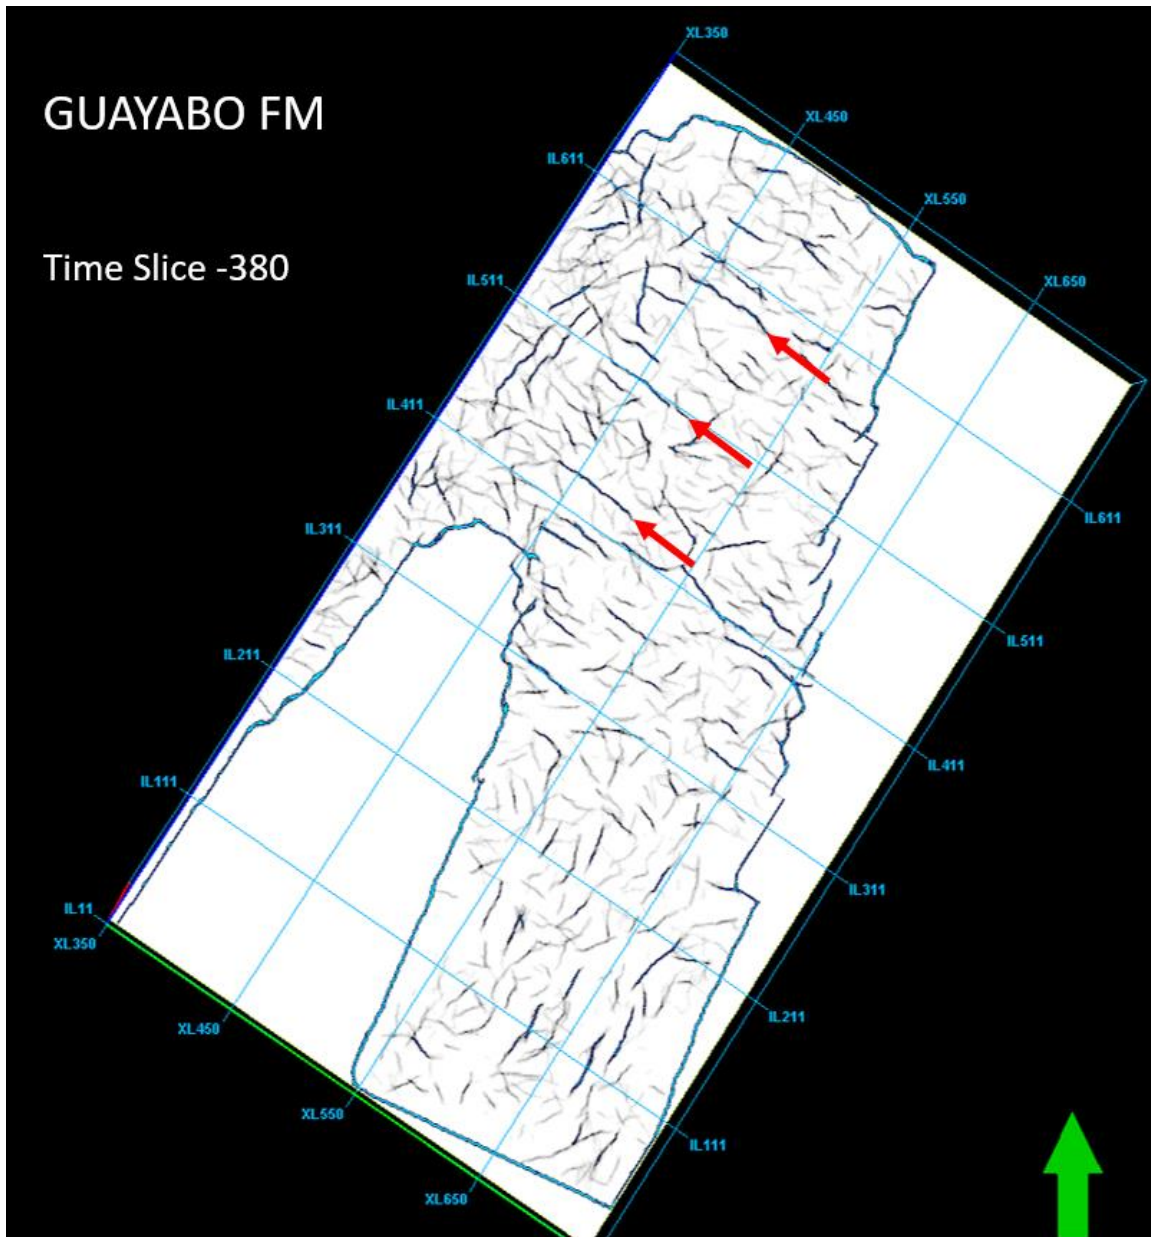 XL350
GUAYABO FM
XL450
IL611
XL550
Time Slice -380
IL511
XL650
IL411
IL611
IL311
IL511
IL211
IL411
IL111
IL311
IL11
XL350
IL211
XL450
XL550
IL111
XL650